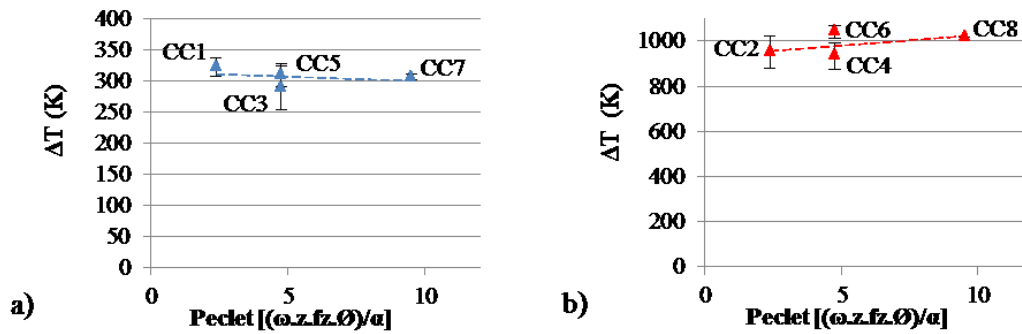 400
350
300
250
200
150
100
50
0
ΔT (K)
CC1
CC5
CC7
CC3
0 5 10
Peclet [(ω.z.fz.Ø)/α]
a)
1000
800
600
400
200
0
ΔT (K)
CC6
CC2
CC8
CC4
0 5 10
Peclet [(ω.z.fz.Ø)/α]
b)